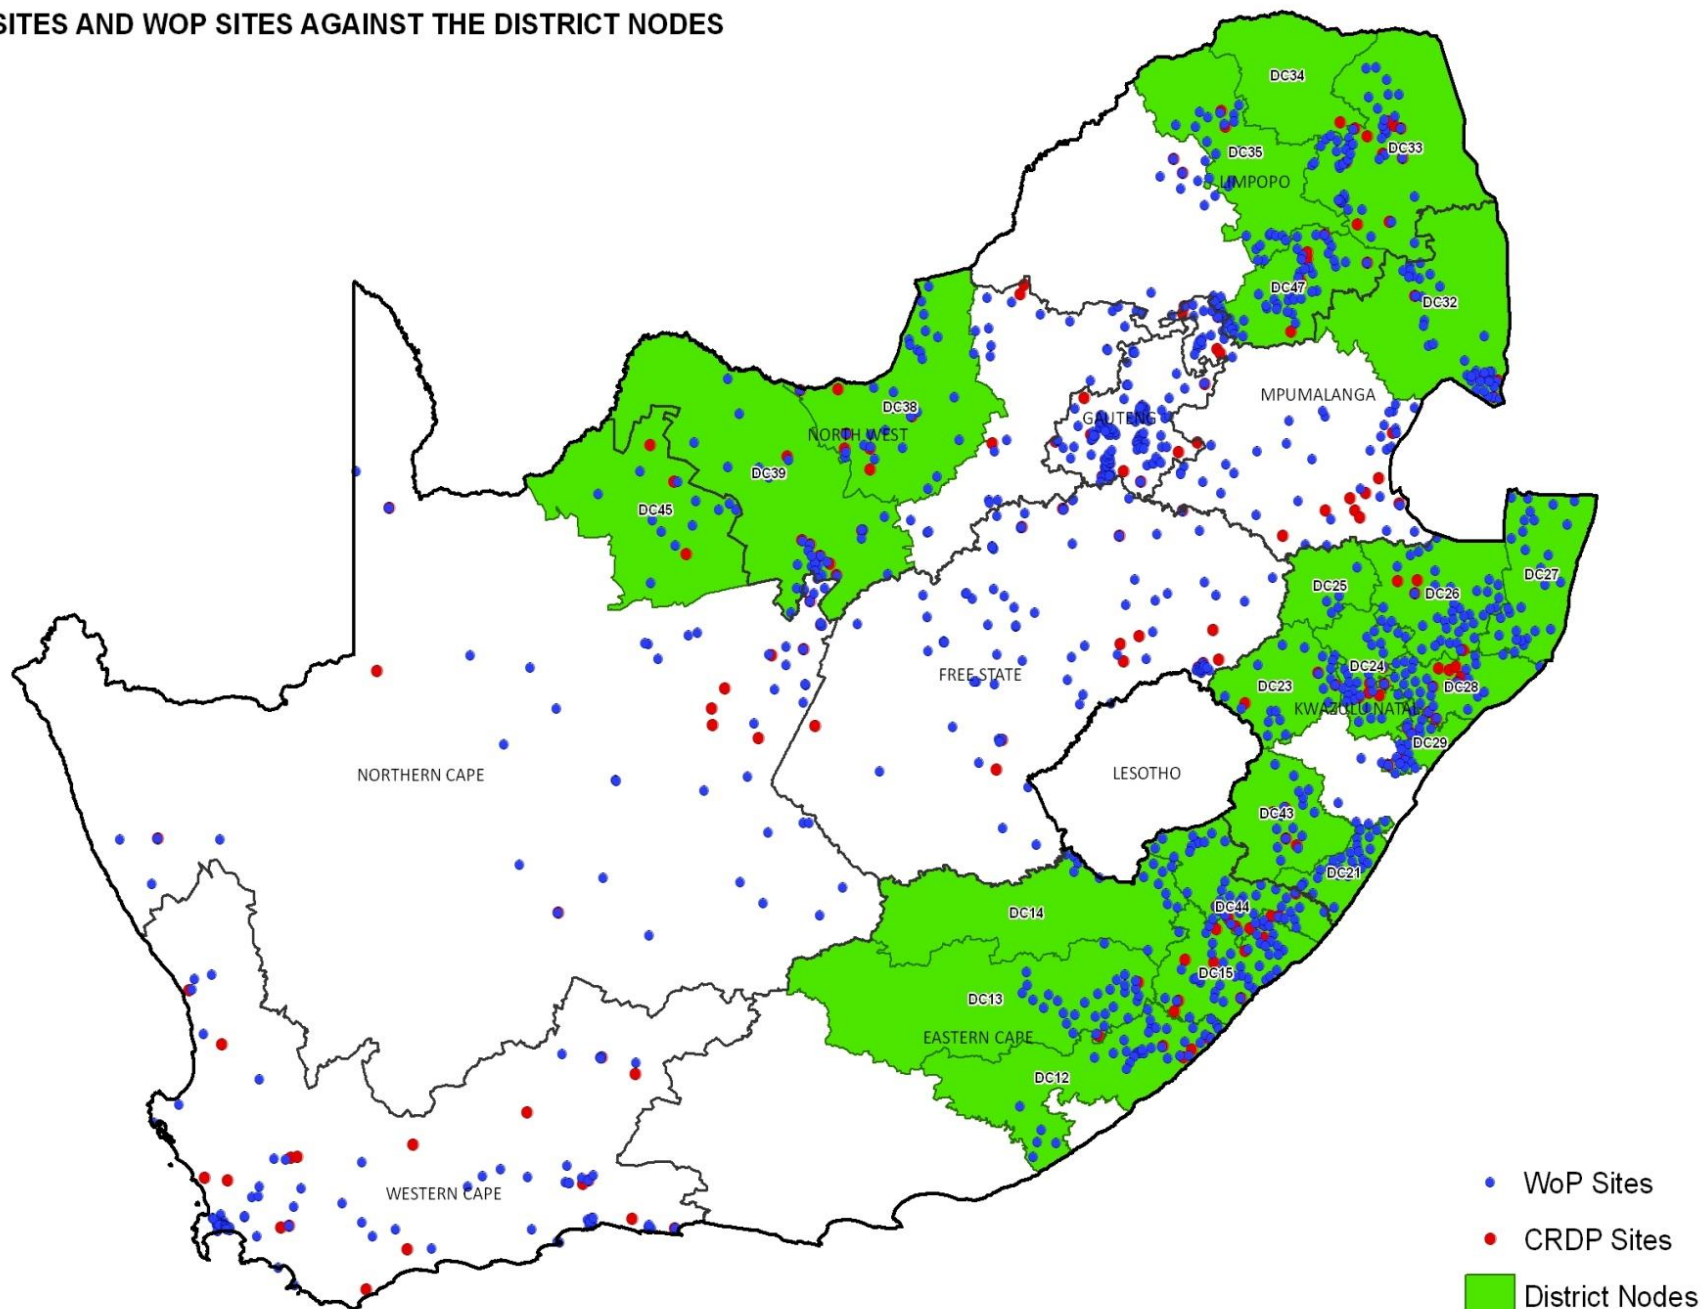 SITES AND WOP SITES AGAINST THE DISTRICT NODES
DC34
DC33
DC35
LIMPOPO
DC47
DC32
MPUMALANGA
DC38
GAUTENG
NORTH WEST
DC39
DC45
DC25
DC26
DC27
FREE STATE
DC24
DC23
DC28
KWAZULU NATAL
DC29
NORTHERN CAPE
LESOTHO
DC43
DC21
DC14
DC44
DC15
DC13
EASTERN CAPE
DC12
WESTERN CAPE
WoP Sites
CRDP Sites
District Nodes